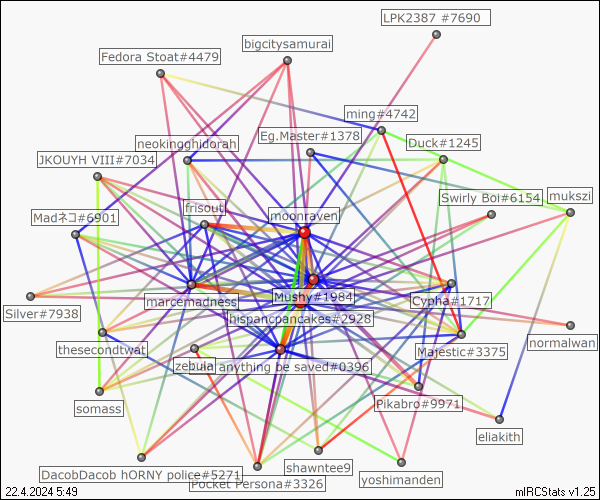 LPK2387 #7690
bigcitysamurai
Fedora Stoat#4479
ming#4742
Eg.Master#1378
neokingghidorah
Duck#1245
JKOUYH VIII#7034
Swirly Boi#6154
mukszi
frisout
moonraven
Madネコ#6901
Mushy#1984
marcemadness
Cypha#1717
Silver#7938
hispancpancakes#2928
normalwan
thesecondtwat
Majestic#3375
zebula
anything be saved#0396
somass
Pikabro#9971
eliakith
DacobDacob hORNY police#5271
shawntee9
Pocket Persona#3326
yoshimanden
22.4.2024 5:49
mIRCStats v1.25